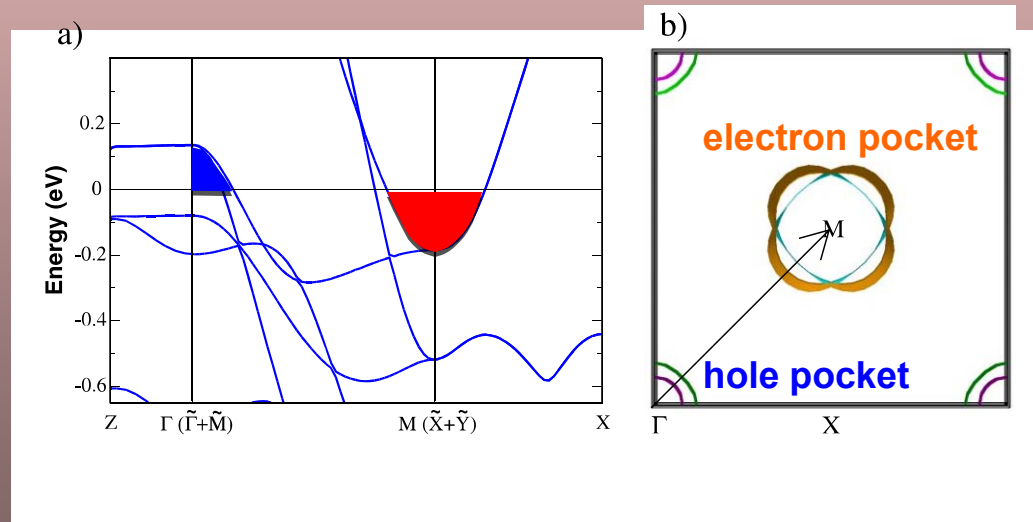 a)
b)
Energy (eV)
0.2
0
-0.2
-0.4
-0.6
Z Γ (Γ̃+M̃) M (X̃+Ỹ) X
electron pocket
M
hole pocket
Γ X